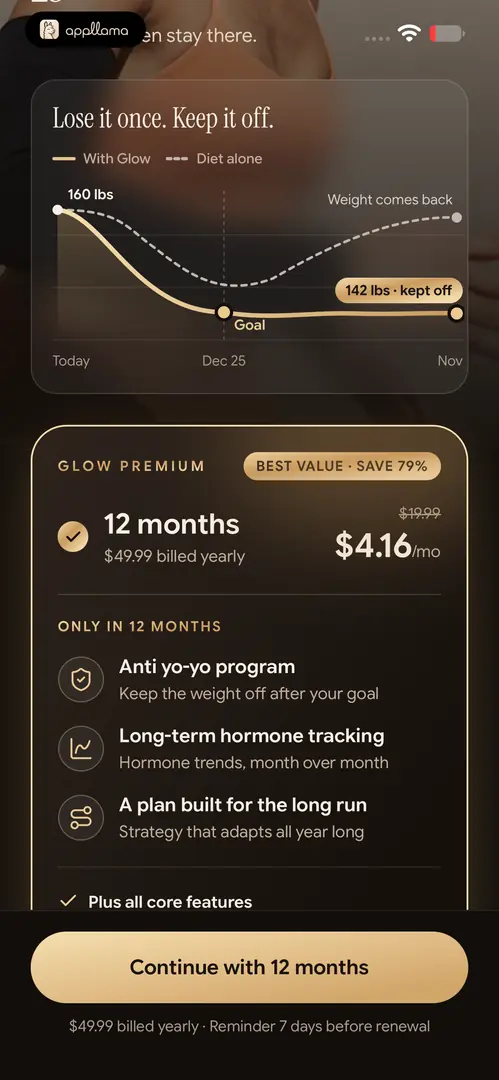 appllama
en stay there.
Lose it once. Keep it off.
With Glow
Diet alone
160 lbs
Weight comes back
142 lbs · kept off
Goal
Today
Dec 25
Nov
GLOW PREMIUM
BEST VALUE · SAVE 79%
$19.99
12 months
$4.16/mo
$49.99 billed yearly
ONLY IN 12 MONTHS
Anti yo-yo program
Keep the weight off after your goal
Long-term hormone tracking
Hormone trends, month over month
A plan built for the long run
Strategy that adapts all year long
Plus all core features
Continue with 12 months
$49.99 billed yearly · Reminder 7 days before renewal